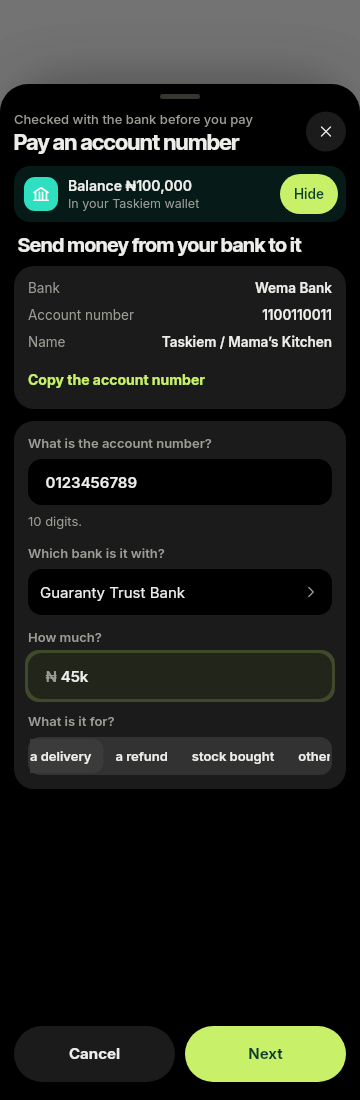 Checked with the bank before you pay
Pay an account number
Balance ₦100,000
In your Taskiem wallet
Hide
Send money from your bank to it
Bank
Wema Bank
Account number
1100110011
Name
Taskiem / Mama’s Kitchen
Copy the account number
What is the account number?
0123456789
10 digits.
Which bank is it with?
Guaranty Trust Bank
How much?
₦ 45k
What is it for?
a delivery
a refund
stock bought
other
Cancel
Next